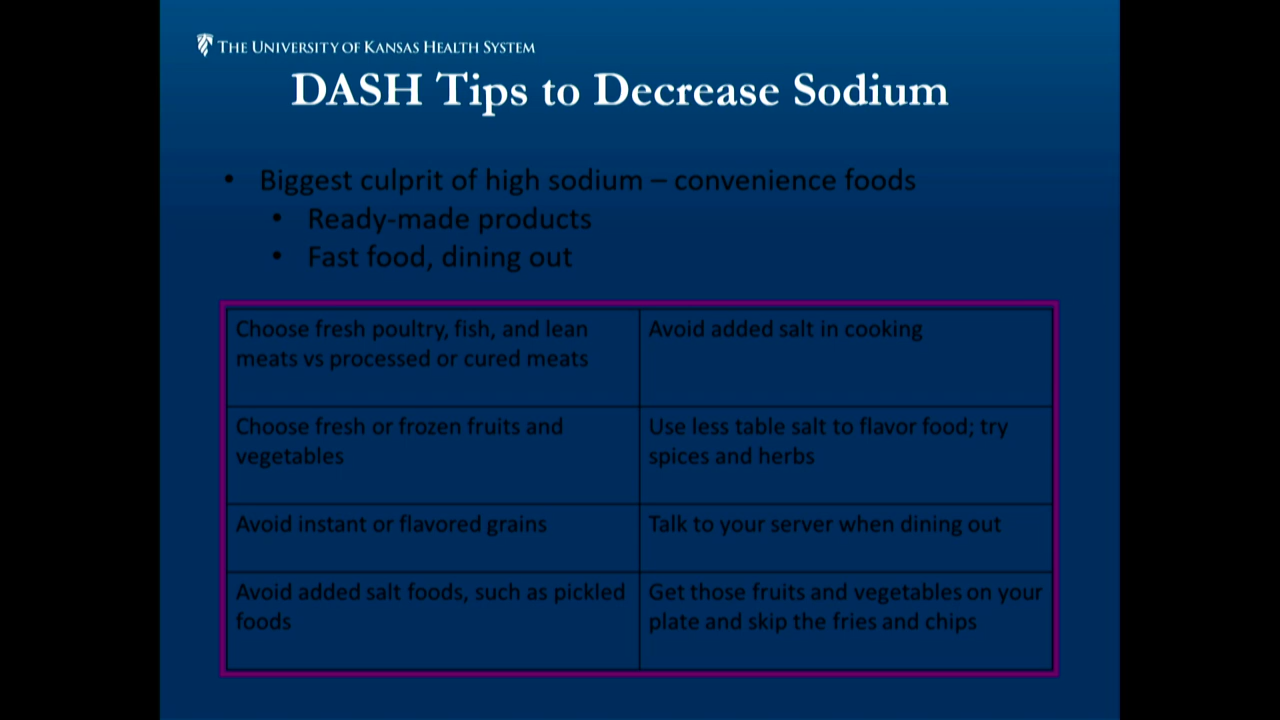 THE UNIVERSITY OF KANSAS HEALTH SYSTEM
DASH Tips to Decrease Sodium
• Biggest culprit of high sodium – convenience foods
• Ready-made products
• Fast food, dining out
Choose fresh poultry, fish, and lean
meats vs processed or cured meats
Avoid added salt in cooking
Choose fresh or frozen fruits and
vegetables
Use less table salt to flavor food; try
spices and herbs
Avoid instant or flavored grains
Talk to your server when dining out
Avoid added salt foods, such as pickled
foods
Get those fruits and vegetables on your
plate and skip the fries and chips